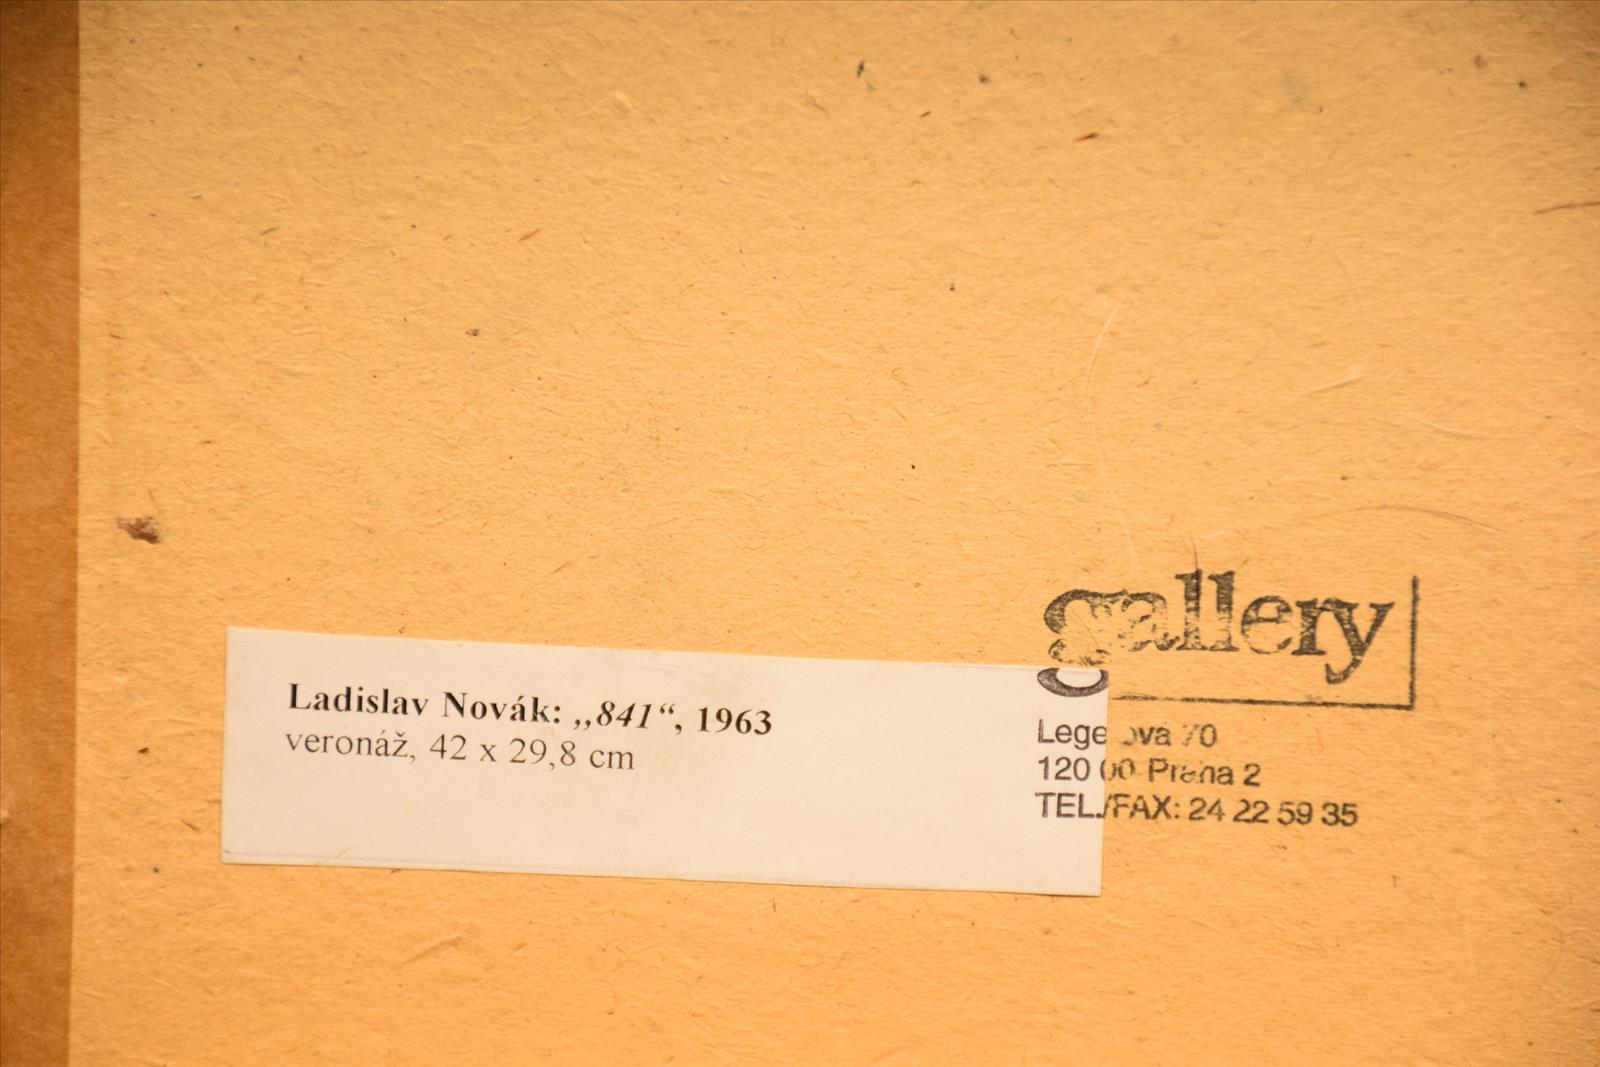 Ladislav Novák: „841“, 1963
veronáž, 42 x 29,8 cm
gallery
70
120 00 Praha 2
TEL./FAX: 24 22 59 35